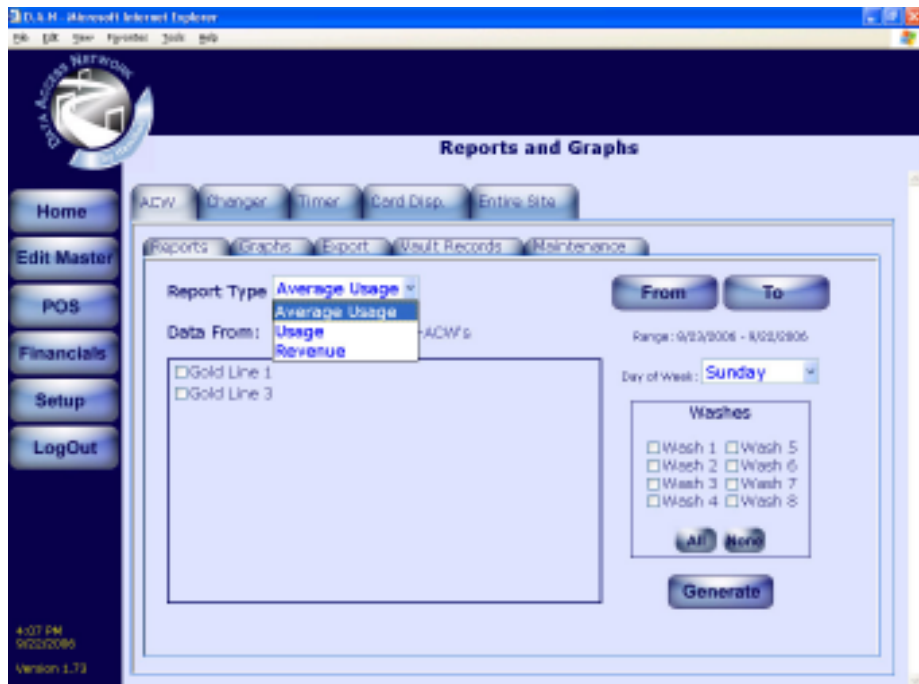 D.A.N - Microsoft Internet Explorer
File Edit View Favorites Tools Help
DATA ACCESS NETWORK
Reports and Graphs
Home
Edit Master
POS
Financials
Setup
LogOut
4:07 PM
9/22/2006
Version 1.73
ACW Changer Timer Card Disp. Entire Site
Reports Graphs Export Vault Records Maintenance
Report Type Average Usage
Average Usage
Usage
Revenue
Data From: -ACW's
Gold Line 1
Gold Line 3
From To
Range: 9/23/2006 - 9/22/2006
Day of Week: Sunday
Washes
Wash 1 Wash 5
Wash 2 Wash 6
Wash 3 Wash 7
Wash 4 Wash 8
All None
Generate